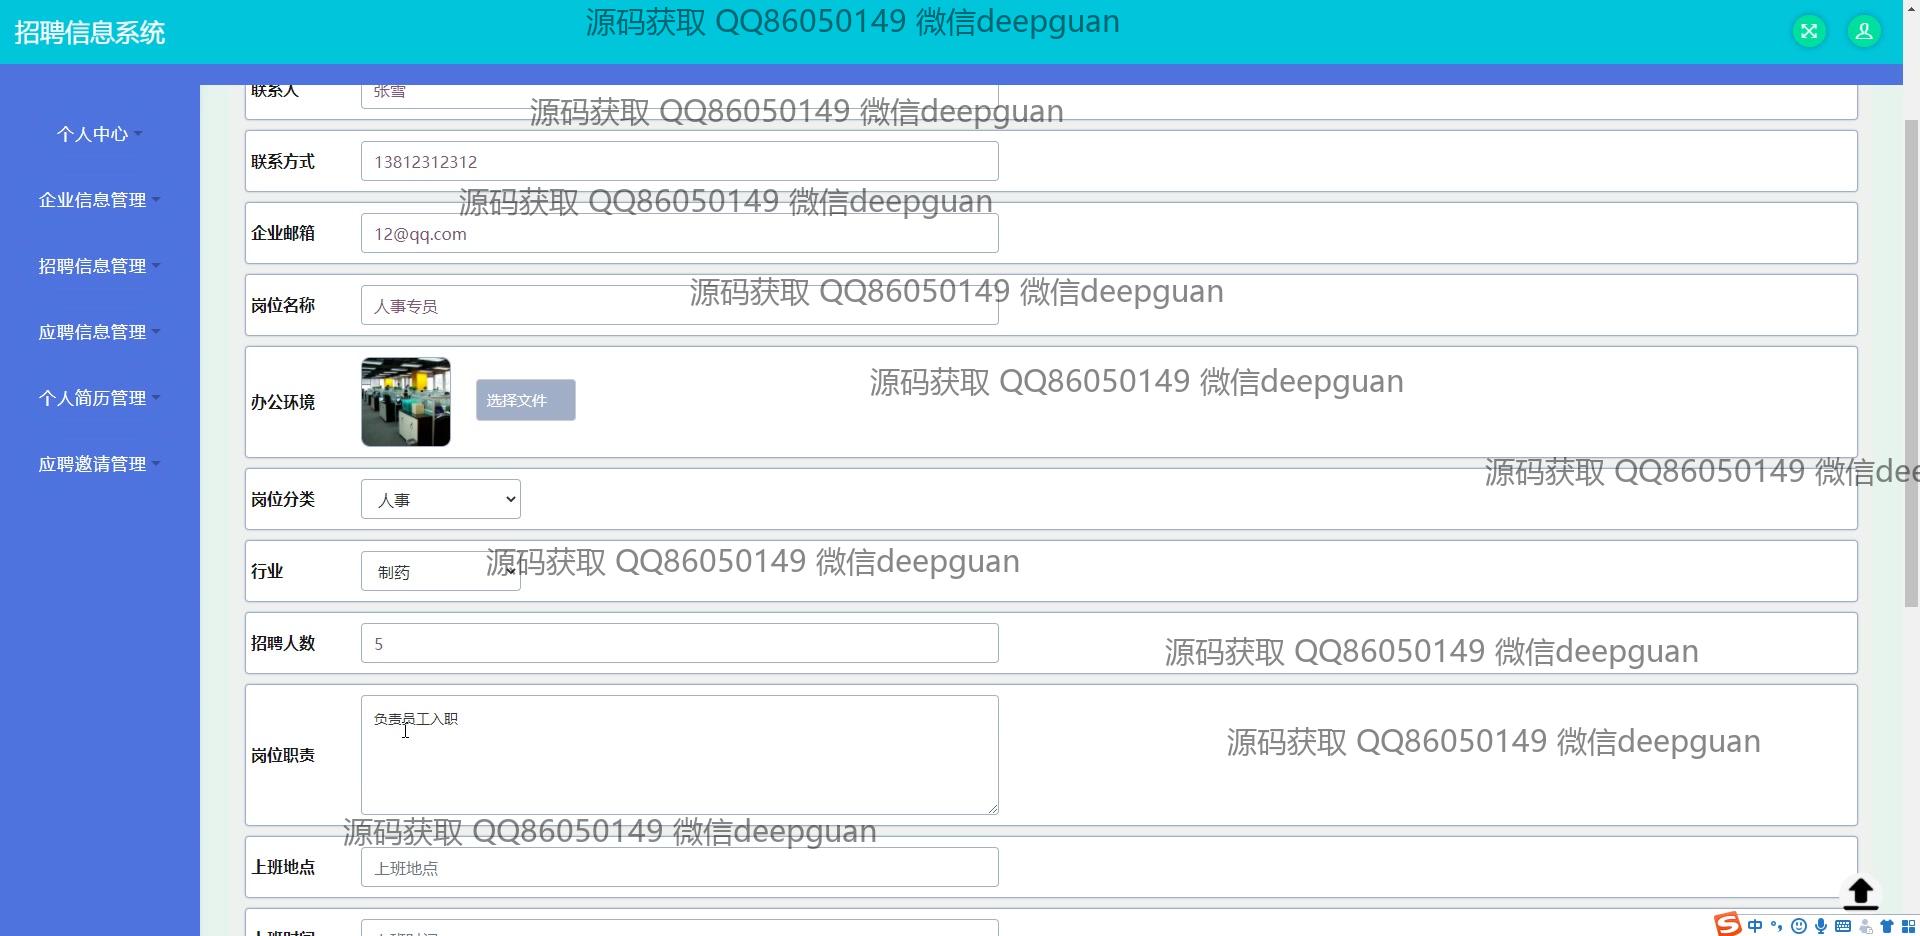 招聘信息系统
源码获取 QQ86050149 微信deepguan
联系人
张雪
源码获取 QQ86050149 微信deepguan
个人中心
联系方式
13812312312
企业信息管理
源码获取 QQ86050149 微信deepguan
企业邮箱
12@qq.com
招聘信息管理
源码获取 QQ86050149 微信deepguan
岗位名称
人事专员
应聘信息管理
办公环境
选择文件
源码获取 QQ86050149 微信deepguan
个人简历管理
应聘邀请管理
源码获取 QQ86050149 微信dee
岗位分类
人事
行业
制药
源码获取 QQ86050149 微信deepguan
招聘人数
5
源码获取 QQ86050149 微信deepguan
岗位职责
负责员工入职
源码获取 QQ86050149 微信deepguan
源码获取 QQ86050149 微信deepguan
上班地点
上班地点
上班时间
上班时间
中